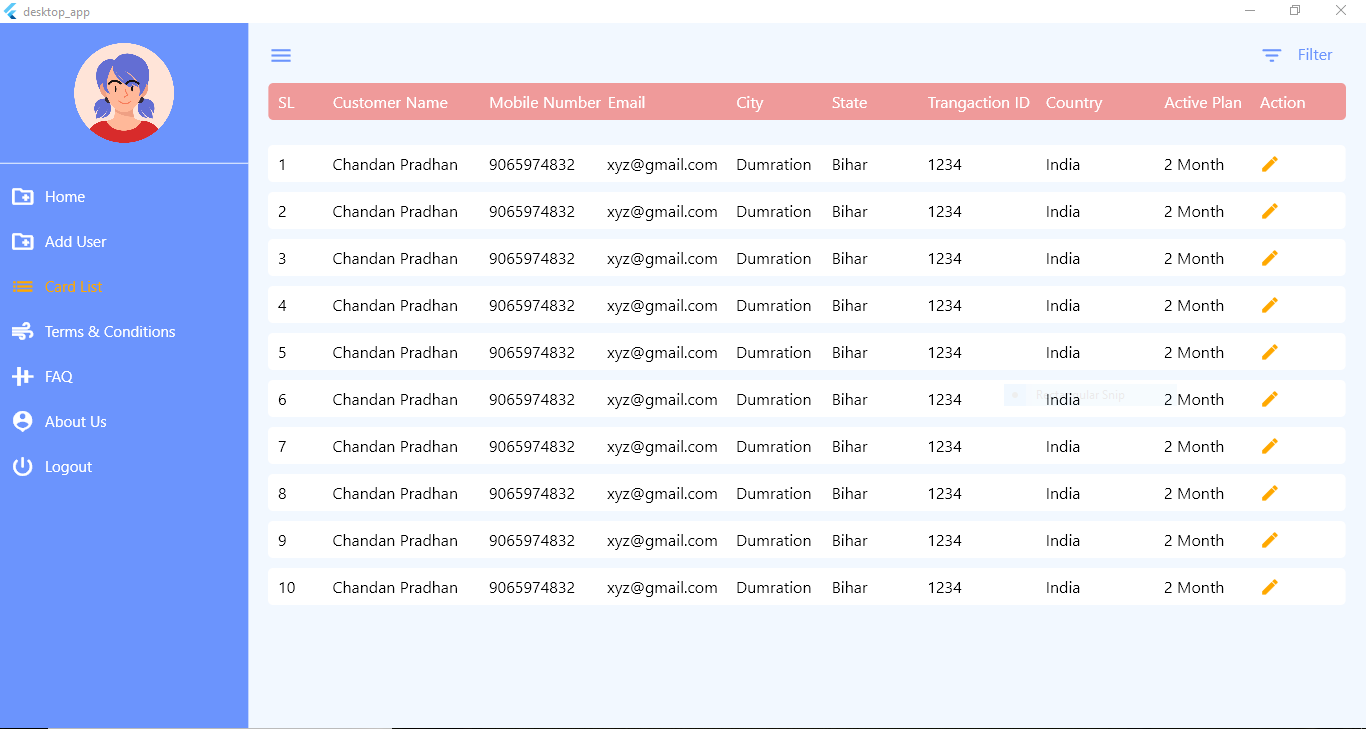 desktop_app
Filter
SL Customer Name Mobile Number Email City State Trangaction ID Country Active Plan Action
1 Chandan Pradhan 9065974832 xyz@gmail.com Dumration Bihar 1234 India 2 Month
2 Chandan Pradhan 9065974832 xyz@gmail.com Dumration Bihar 1234 India 2 Month
3 Chandan Pradhan 9065974832 xyz@gmail.com Dumration Bihar 1234 India 2 Month
4 Chandan Pradhan 9065974832 xyz@gmail.com Dumration Bihar 1234 India 2 Month
5 Chandan Pradhan 9065974832 xyz@gmail.com Dumration Bihar 1234 India 2 Month
6 Chandan Pradhan 9065974832 xyz@gmail.com Dumration Bihar 1234 India 2 Month
Rectangular Snip
7 Chandan Pradhan 9065974832 xyz@gmail.com Dumration Bihar 1234 India 2 Month
8 Chandan Pradhan 9065974832 xyz@gmail.com Dumration Bihar 1234 India 2 Month
9 Chandan Pradhan 9065974832 xyz@gmail.com Dumration Bihar 1234 India 2 Month
10 Chandan Pradhan 9065974832 xyz@gmail.com Dumration Bihar 1234 India 2 Month
Home
Add User
Card List
Terms & Conditions
FAQ
About Us
Logout